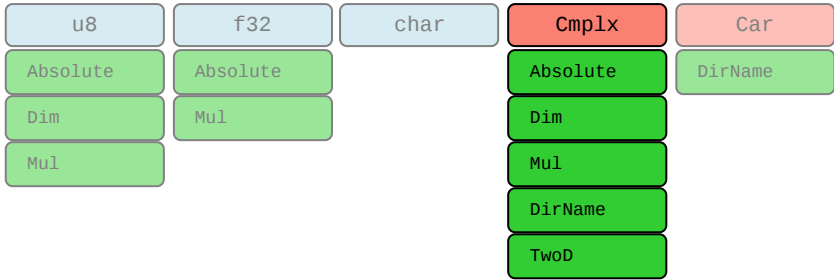 u8 f32 char Cmplx Car
Absolute Absolute Absolute DirName
Dim Mul Dim
Mul Mul
DirName
TwoD